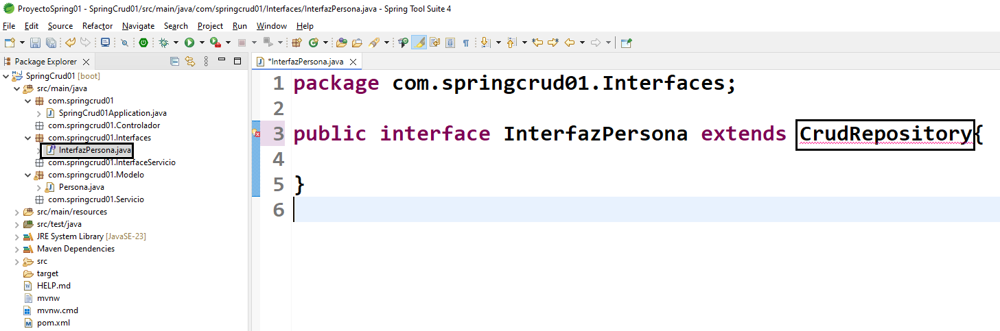 ProyectoSpring01 - SpringCrud01/src/main/java/com/springcrud01/Interfaces/InterfazPersona.java - Spring Tool Suite 4
File Edit Source Refactor Navigate Search Project Run Window Help
Package Explorer
SpringCrud01 [boot]
src/main/java
com.springcrud01
SpringCrud01Application.java
com.springcrud01.Controlador
com.springcrud01.Interfaces
InterfazPersona.java
com.springcrud01.InterfaceServicio
com.springcrud01.Modelo
Persona.java
com.springcrud01.Servicio
src/main/resources
src/test/java
JRE System Library [JavaSE-23]
Maven Dependencies
src
target
HELP.md
mvnw
mvnw.cmd
pom.xml
*InterfazPersona.java
1 package com.springcrud01.Interfaces;
2
3 public interface InterfazPersona extends CrudRepository{
4
5 }
6